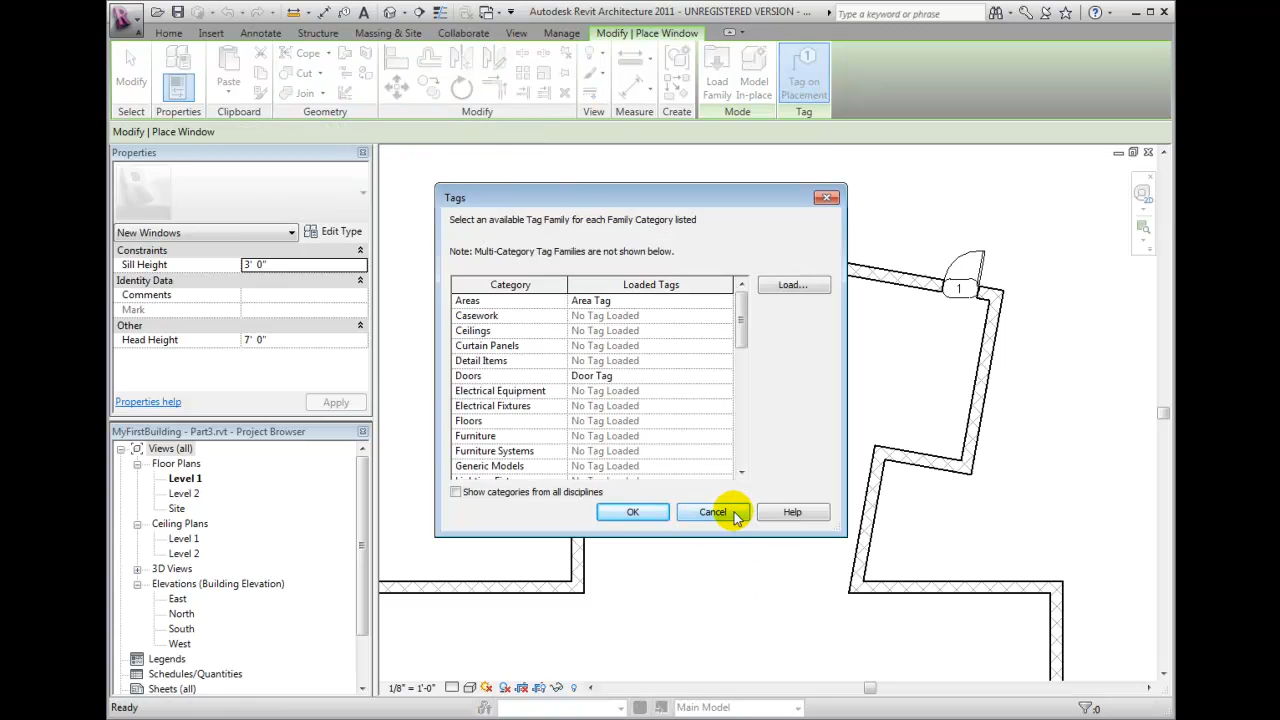 Autodesk Revit Architecture 2011 - UNREGISTERED VERSION - ...
Type a keyword or phrase
Home Insert Annotate Structure Massing & Site Collaborate View Manage Modify | Place Window
Modify
Paste
Cope
Cut
Join
Load Family
Model In-place
Tag on Placement
Select Properties Clipboard Geometry Modify View Measure Create Mode Tag
Modify | Place Window
Properties
New Windows
Edit Type
Constraints
Sill Height 3' 0"
Identity Data
Comments
Mark
Other
Head Height 7' 0"
Properties help
Apply
MyFirstBuilding - Part3.rvt - Project Browser
Views (all)
Floor Plans
Level 1
Level 2
Site
Ceiling Plans
Level 1
Level 2
3D Views
Elevations (Building Elevation)
East
North
South
West
Legends
Schedules/Quantities
Sheets (all)
Tags
Select an available Tag Family for each Family Category listed
Note: Multi-Category Tag Families are not shown below.
Category Loaded Tags
Load...
Areas Area Tag
Casework No Tag Loaded
Ceilings No Tag Loaded
Curtain Panels No Tag Loaded
Detail Items No Tag Loaded
Doors Door Tag
Electrical Equipment No Tag Loaded
Electrical Fixtures No Tag Loaded
Floors No Tag Loaded
Furniture No Tag Loaded
Furniture Systems No Tag Loaded
Generic Models No Tag Loaded
Show categories from all disciplines
OK Cancel Help
1
1/8" = 1'-0"
Ready
Main Model
:0